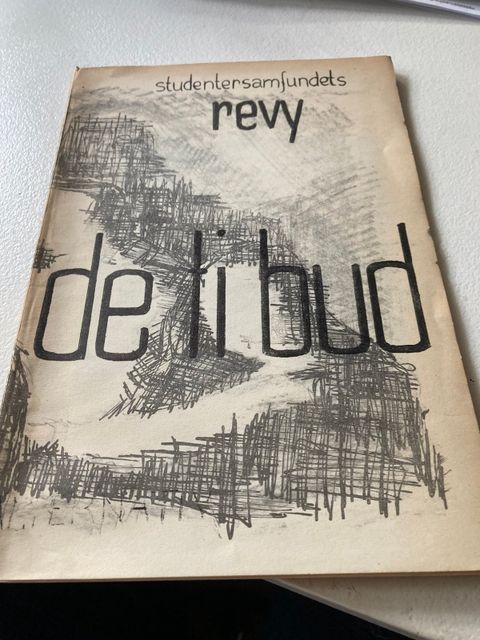 studentersamfundets
revy
de ti bud